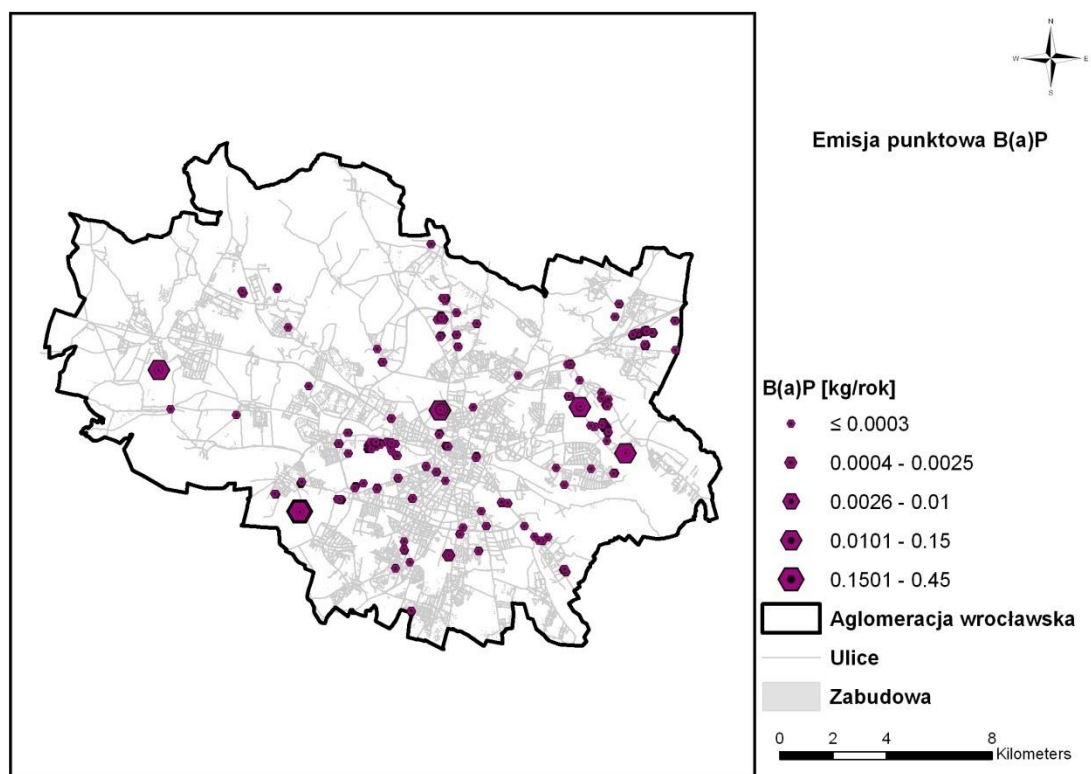 N
W E
S
Emisja punktowa B(a)P
B(a)P [kg/rok]
≤ 0.0003
0.0004 - 0.0025
0.0026 - 0.01
0.0101 - 0.15
0.1501 - 0.45
Aglomeracja wrocławska
Ulice
Zabudowa
0 2 4 8
Kilometers